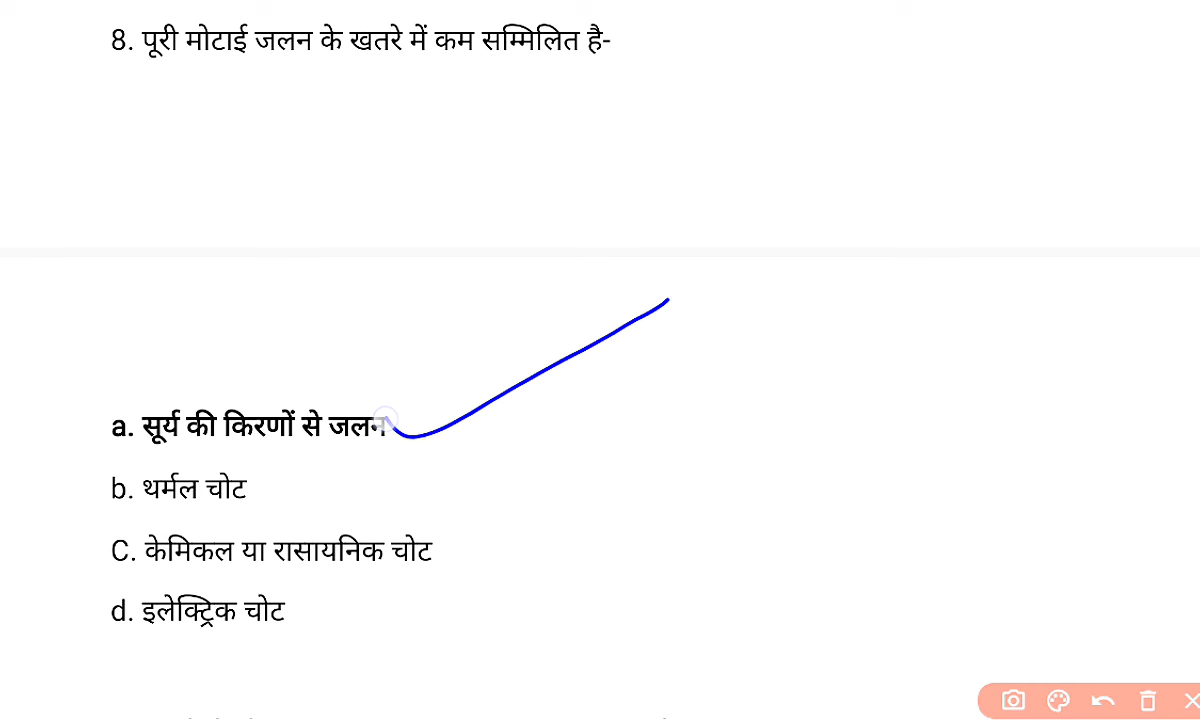 8. पूरी मोटाई जलन के खतरे में कम सम्मिलित है-
a. सूर्य की किरणों से जलन
b. थर्मल चोट
C. केमिकल या रासायनिक चोट
d. इलेक्ट्रिक चोट